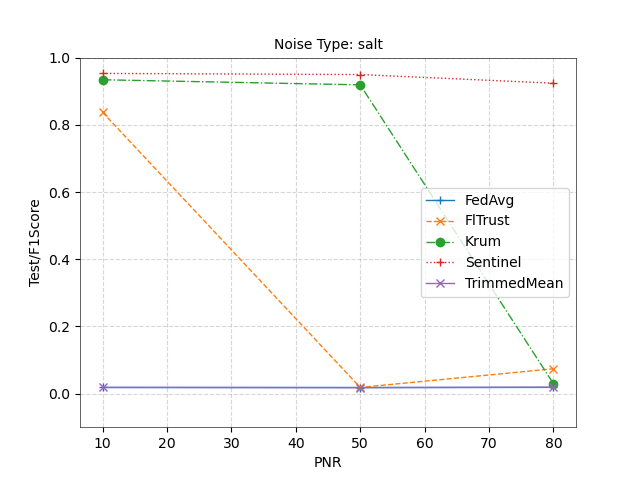 Noise Type: salt
1.0
0.8
0.6
0.4
0.2
0.0
Test/F1Score
FedAvg
FlTrust
Krum
Sentinel
TrimmedMean
10 20 30 40 50 60 70 80
PNR